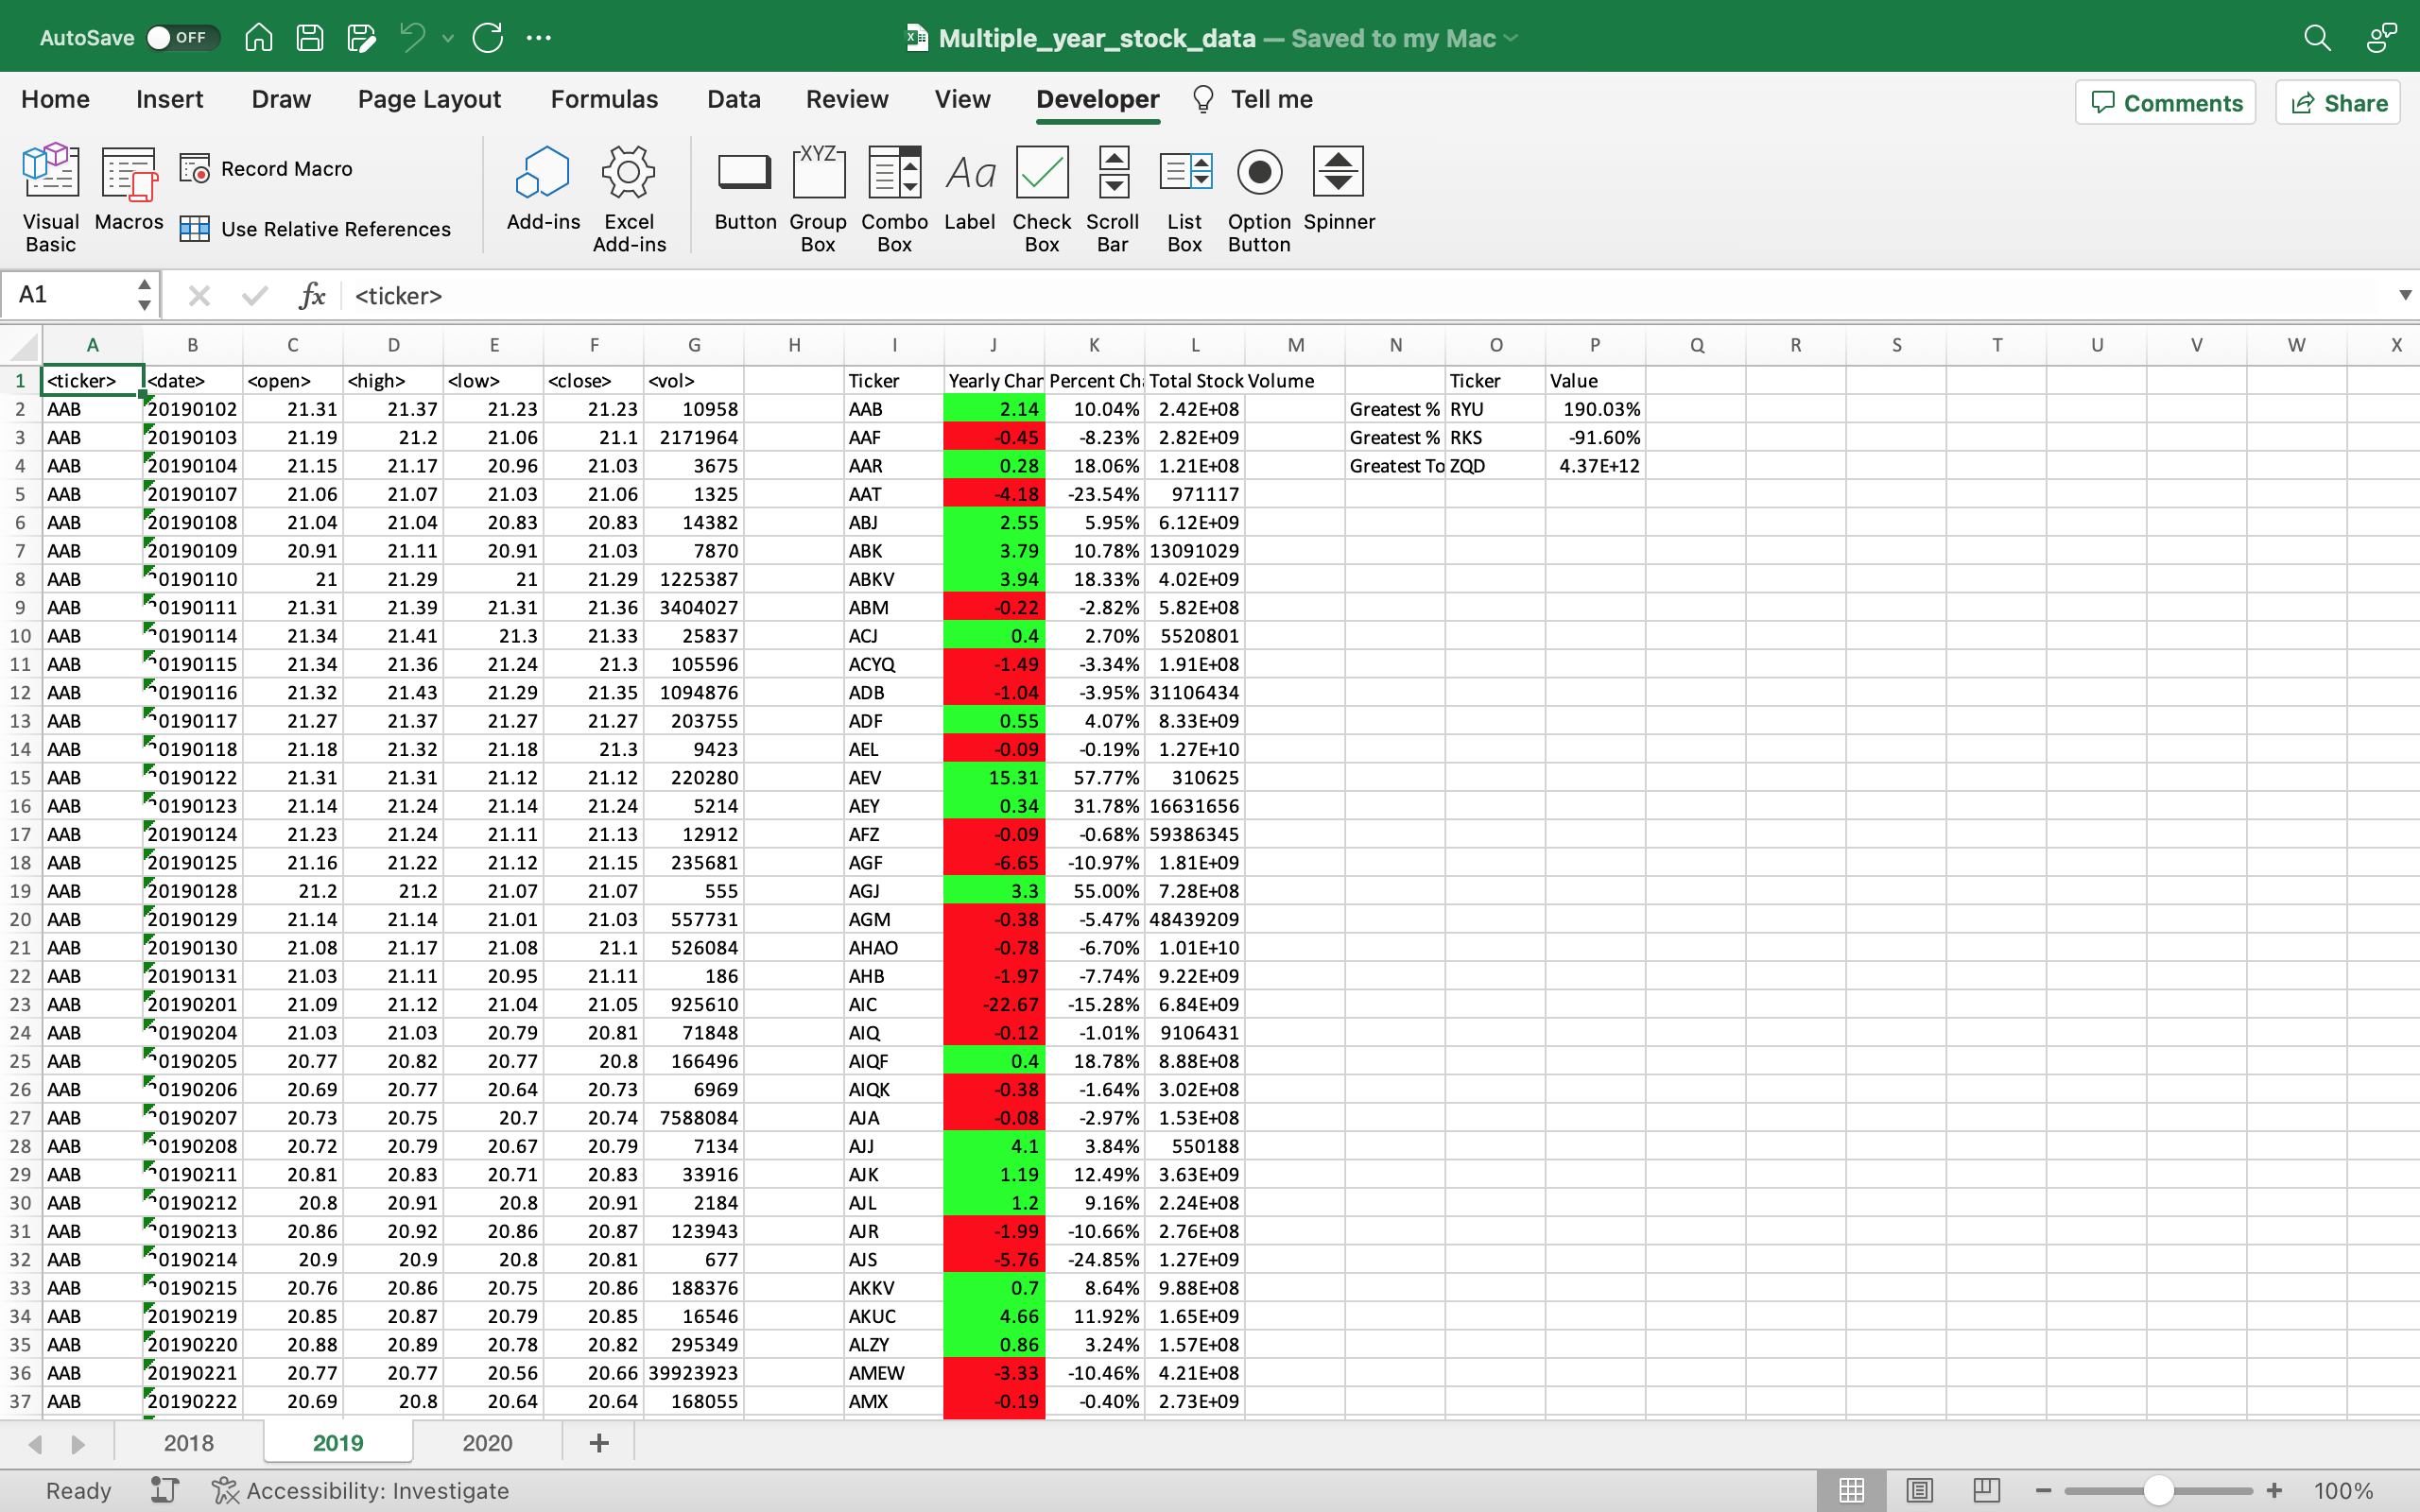 AutoSave OFF Multiple_year_stock_data — Saved to my Mac
Home Insert Draw Page Layout Formulas Data Review View Developer Tell me Comments Share
Visual Basic Macros Record Macro Use Relative References Add-ins Excel Add-ins Button XYZ Group Box Combo Box Aa Label Check Box Scroll Bar List Box Option Button Spinner
A1 fx <ticker>
A B C D E F G H I J K L M N O P Q R S T U V W X
1 <ticker> <date> <open> <high> <low> <close> <vol> Ticker Yearly Char Percent Ch Total Stock Volume Ticker Value
2 AAB 20190102 21.31 21.37 21.23 21.23 10958 AAB 2.14 10.04% 2.42E+08 Greatest % RYU 190.03%
3 AAB 20190103 21.19 21.2 21.06 21.1 2171964 AAF -0.45 -8.23% 2.82E+09 Greatest % RKS -91.60%
4 AAB 20190104 21.15 21.17 20.96 21.03 3675 AAR 0.28 18.06% 1.21E+08 Greatest To ZQD 4.37E+12
5 AAB 20190107 21.06 21.07 21.03 21.06 1325 AAT -4.18 -23.54% 971117
6 AAB 20190108 21.04 21.04 20.83 20.83 14382 ABJ 2.55 5.95% 6.12E+09
7 AAB 20190109 20.91 21.11 20.91 21.03 7870 ABK 3.79 10.78% 13091029
8 AAB 20190110 21 21.29 21 21.29 1225387 ABKV 3.94 18.33% 4.02E+09
9 AAB 20190111 21.31 21.39 21.31 21.36 3404027 ABM -0.22 -2.82% 5.82E+08
10 AAB 20190114 21.34 21.41 21.3 21.33 25837 ACJ 0.4 2.70% 5520801
11 AAB 20190115 21.34 21.36 21.24 21.3 105596 ACYQ -1.49 -3.34% 1.91E+08
12 AAB 20190116 21.32 21.43 21.29 21.35 1094876 ADB -1.04 -3.95% 31106434
13 AAB 20190117 21.27 21.37 21.27 21.27 203755 ADF 0.55 4.07% 8.33E+09
14 AAB 20190118 21.18 21.32 21.18 21.3 9423 AEL -0.09 -0.19% 1.27E+10
15 AAB 20190122 21.31 21.31 21.12 21.12 220280 AEV 15.31 57.77% 310625
16 AAB 20190123 21.14 21.24 21.14 21.24 5214 AEY 0.34 31.78% 16631656
17 AAB 20190124 21.23 21.24 21.11 21.13 12912 AFZ -0.09 -0.68% 59386345
18 AAB 20190125 21.16 21.22 21.12 21.15 235681 AGF -6.65 -10.97% 1.81E+09
19 AAB 20190128 21.2 21.2 21.07 21.07 555 AGJ 3.3 55.00% 7.28E+08
20 AAB 20190129 21.14 21.14 21.01 21.03 557731 AGM -0.38 -5.47% 48439209
21 AAB 20190130 21.08 21.17 21.08 21.1 526084 AHAO -0.78 -6.70% 1.01E+10
22 AAB 20190131 21.03 21.11 20.95 21.11 186 AHB -1.97 -7.74% 9.22E+09
23 AAB 20190201 21.09 21.12 21.04 21.05 925610 AIC -22.67 -15.28% 6.84E+09
24 AAB 20190204 21.03 21.03 20.79 20.81 71848 AIQ -0.12 -1.01% 9106431
25 AAB 20190205 20.77 20.82 20.77 20.8 166496 AIQF 0.4 18.78% 8.88E+08
26 AAB 20190206 20.69 20.77 20.64 20.73 6969 AIQK -0.38 -1.64% 3.02E+08
27 AAB 20190207 20.73 20.75 20.7 20.74 7588084 AJA -0.08 -2.97% 1.53E+08
28 AAB 20190208 20.72 20.79 20.67 20.79 7134 AJJ 4.1 3.84% 550188
29 AAB 20190211 20.81 20.83 20.71 20.83 33916 AJK 1.19 12.49% 3.63E+09
30 AAB 20190212 20.8 20.91 20.8 20.91 2184 AJL 1.2 9.16% 2.24E+08
31 AAB 20190213 20.86 20.92 20.86 20.87 123943 AJR -1.99 -10.66% 2.76E+08
32 AAB 20190214 20.9 20.9 20.8 20.81 677 AJS -5.76 -24.85% 1.27E+09
33 AAB 20190215 20.76 20.86 20.75 20.86 188376 AKKV 0.7 8.64% 9.88E+08
34 AAB 20190219 20.85 20.87 20.79 20.85 16546 AKUC 4.66 11.92% 1.65E+09
35 AAB 20190220 20.88 20.89 20.78 20.82 295349 ALZY 0.86 3.24% 1.57E+08
36 AAB 20190221 20.77 20.77 20.56 20.66 39923923 AMEW -3.33 -10.46% 4.21E+08
37 AAB 20190222 20.69 20.8 20.64 20.64 168055 AMX -0.19 -0.40% 2.73E+09
2018 2019 2020 +
Ready Accessibility: Investigate 100%